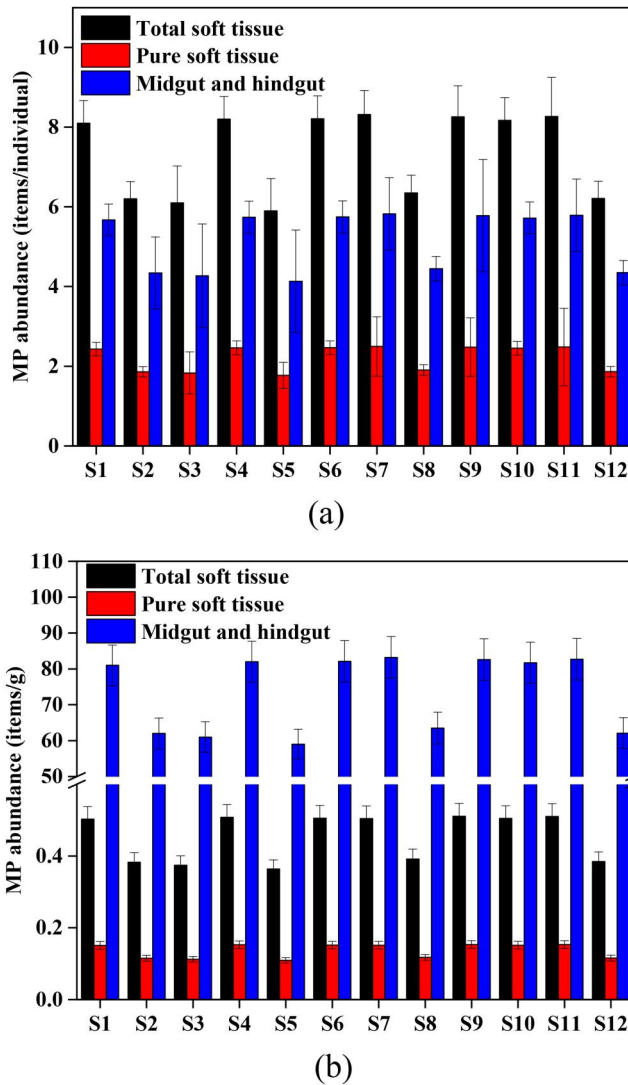 Total soft tissue
Pure soft tissue
Midgut and hindgut
MP abundance (items/individual)
10
8
6
4
2
0
S1 S2 S3 S4 S5 S6 S7 S8 S9 S10 S11 S12
(a)
Total soft tissue
Pure soft tissue
Midgut and hindgut
MP abundance (items/g)
110
100
90
80
70
60
50
0.4
0.2
0.0
S1 S2 S3 S4 S5 S6 S7 S8 S9 S10 S11 S12
(b)